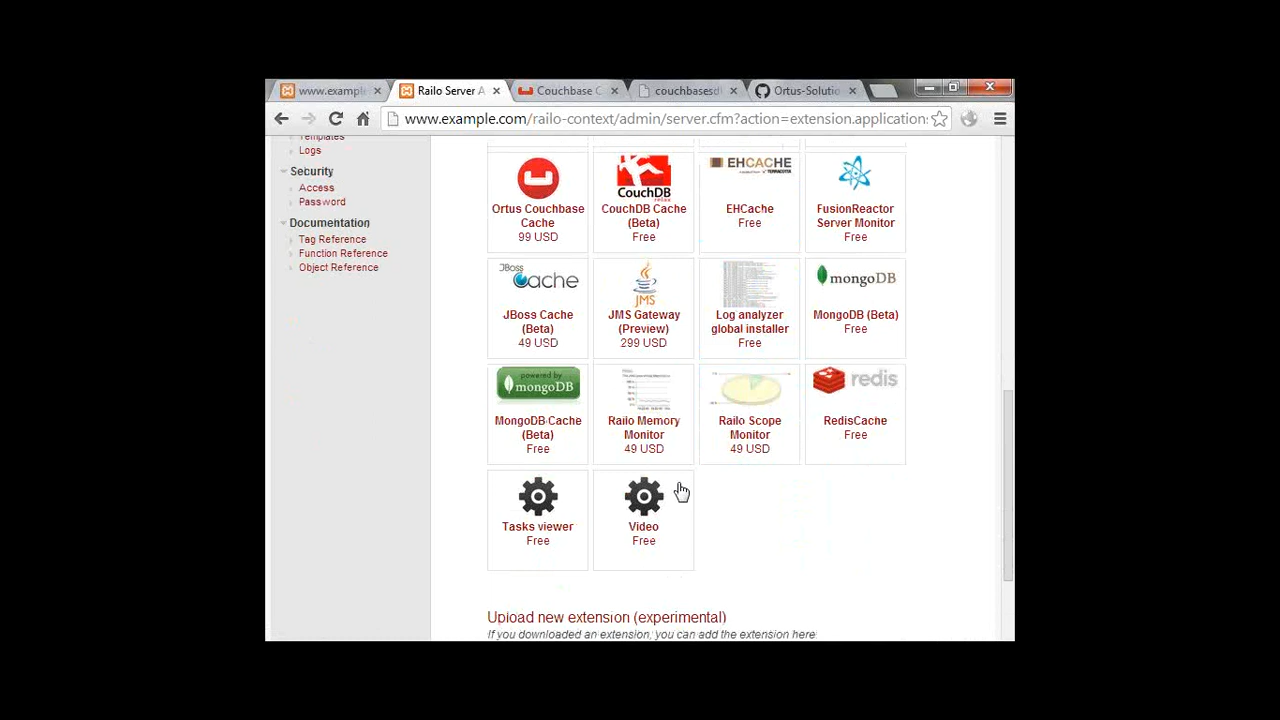 www.example
Railo Server A
Couchbase C
couchbasesd
Ortus-Solutio
www.example.com/railo-context/admin/server.cfm?action=extension.application:
Templates
Logs
Security
Access
Password
Documentation
Tag Reference
Function Reference
Object Reference
Ortus Couchbase
Cache
99 USD
CouchDB
relax
CouchDB Cache
(Beta)
Free
EHCACHE
TERRACOTTA
EHCache
Free
FusionReactor
Server Monitor
Free
JBoss
Cache
JBoss Cache
(Beta)
49 USD
JMS
JMS Gateway
(Preview)
299 USD
Log analyzer
global installer
Free
mongoDB
MongoDB (Beta)
Free
powered by
mongoDB
MongoDB Cache
(Beta)
Free
Railo Memory
Monitor
49 USD
Railo Scope
Monitor
49 USD
redis
RedisCache
Free
Tasks viewer
Free
Video
Free
Upload new extension (experimental)
If you downloaded an extension, you can add the extension here